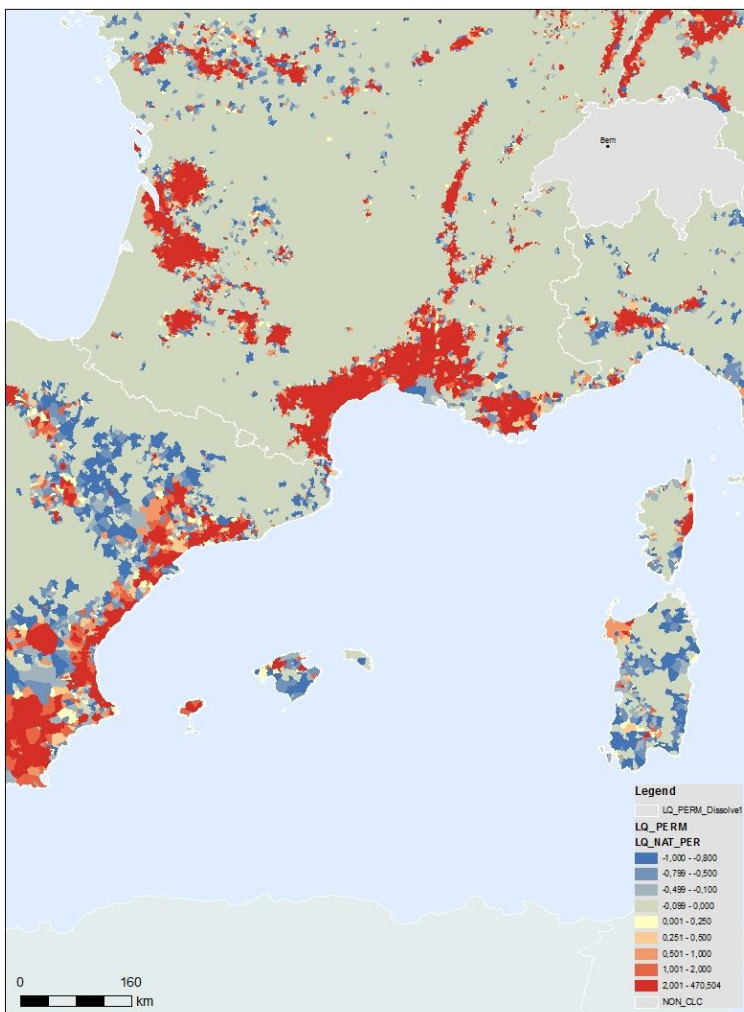 Bern
Legend
LQ_PERM_Dissolve1
LQ_PERM
LQ_NAT_PER
-1,000 - -0,800
-0,799 - -0,500
-0,499 - -0,100
-0,099 - 0,000
0,001 - 0,250
0,251 - 0,500
0,501 - 1,000
1,001 - 2,000
2,001 - 470,504
NON_CLC
0 160
km